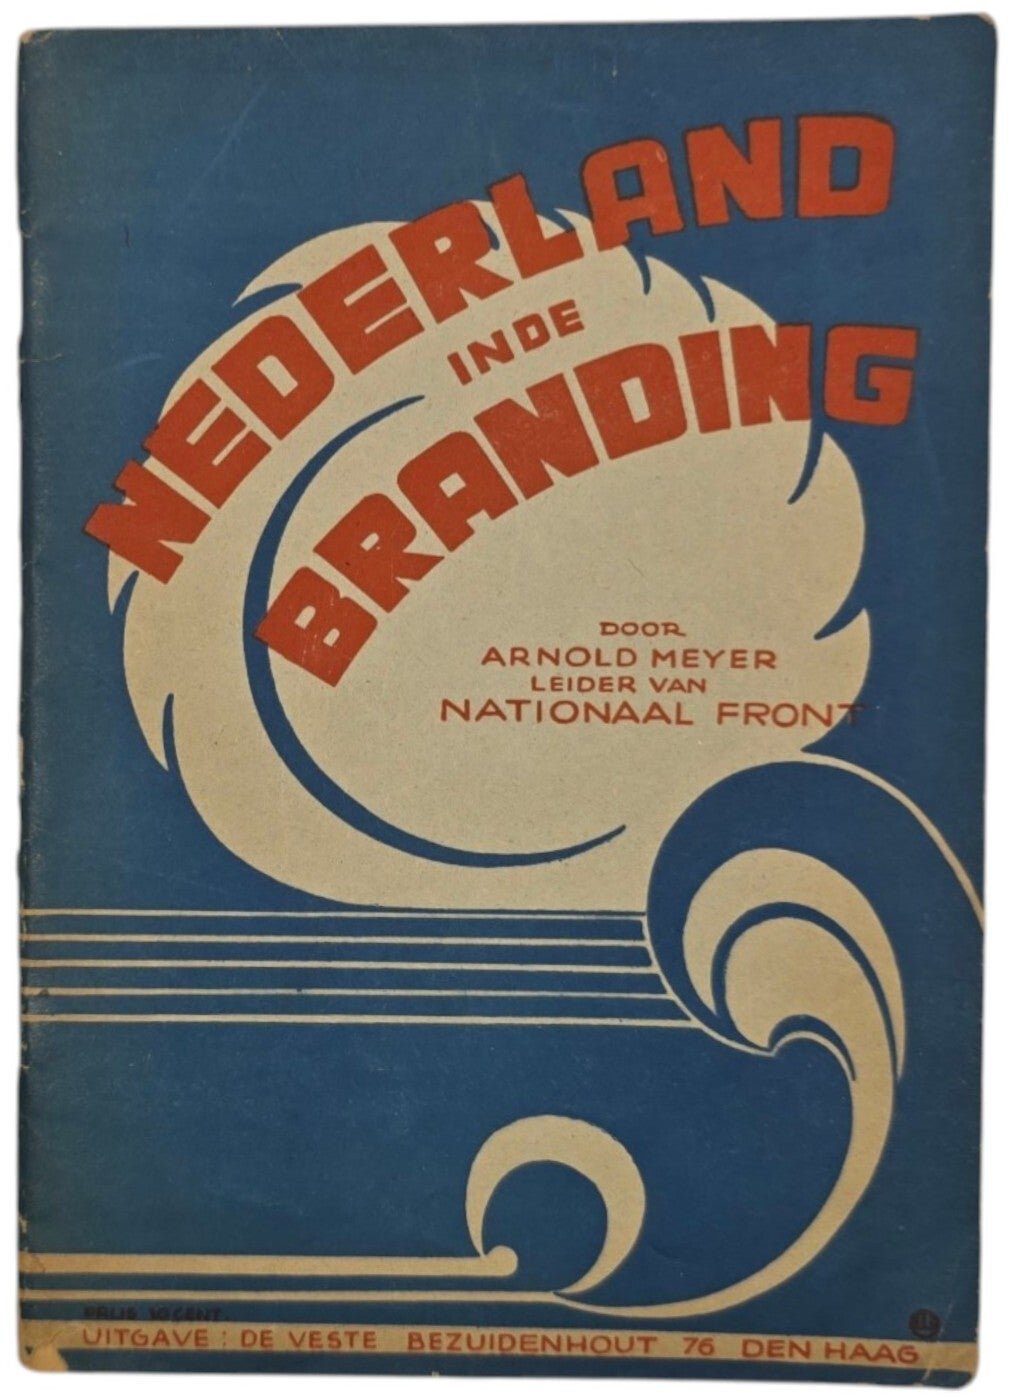 NEDERLAND
IN DE
BRANDING
DOOR
ARNOLD MEYER
LEIDER VAN
NATIONAAL FRONT
PRIJS 10 CENT.
UITGAVE : DE VESTE BEZUIDENHOUT 76 DEN HAAG